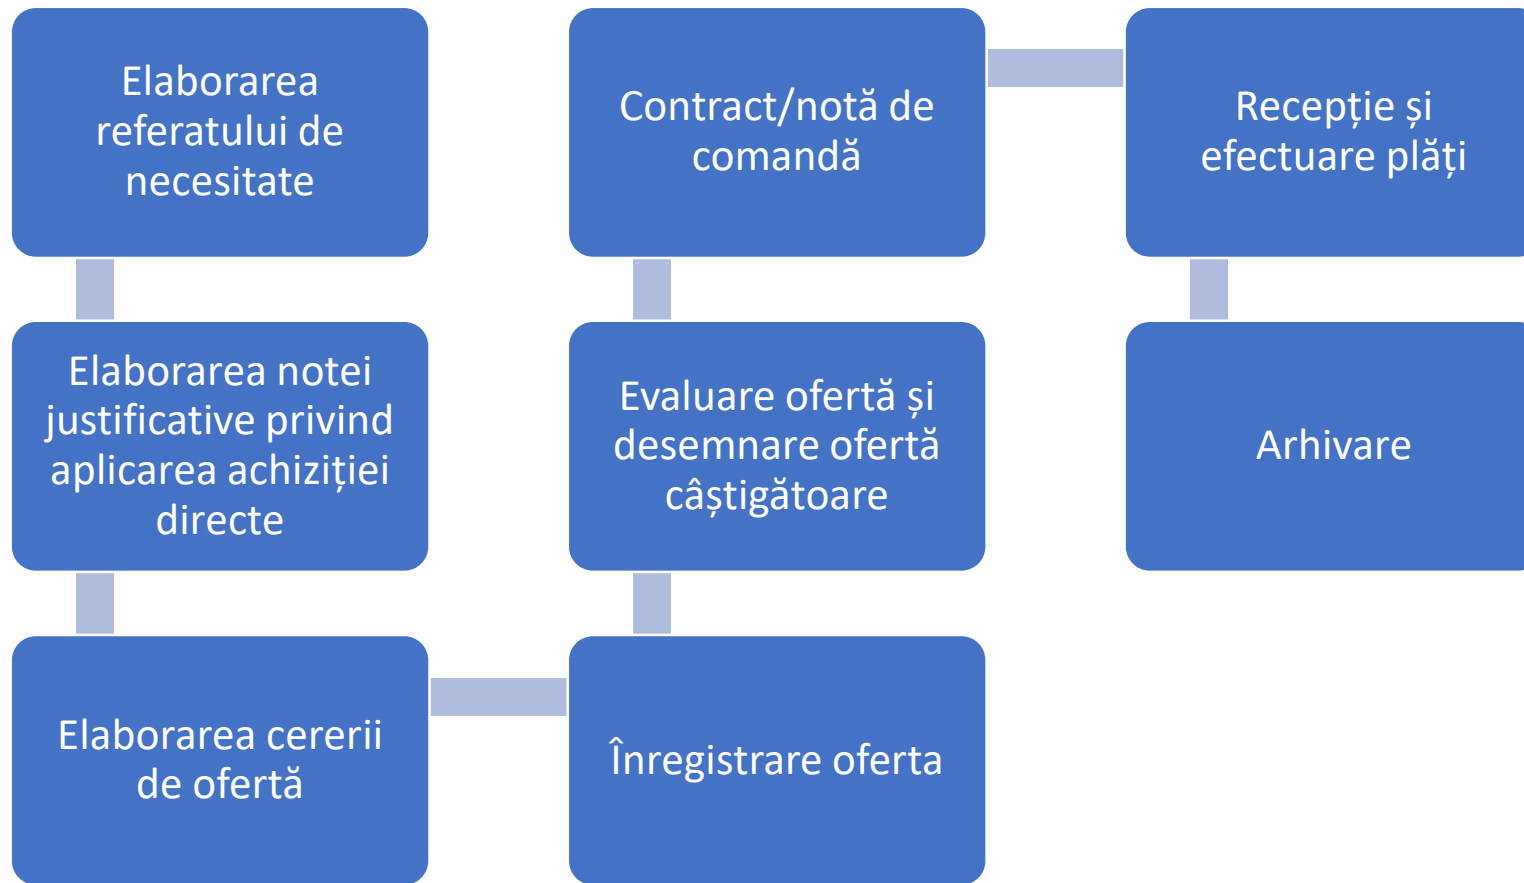 Elaborarea
referatului de
necesitate
Elaborarea notei
justificative privind
aplicarea achiziției
directe
Elaborarea cererii
de ofertă
Înregistrare oferta
Evaluare ofertă și
desemnare ofertă
câștigătoare
Contract/notă de
comandă
Recepție și
efectuare plăți
Arhivare